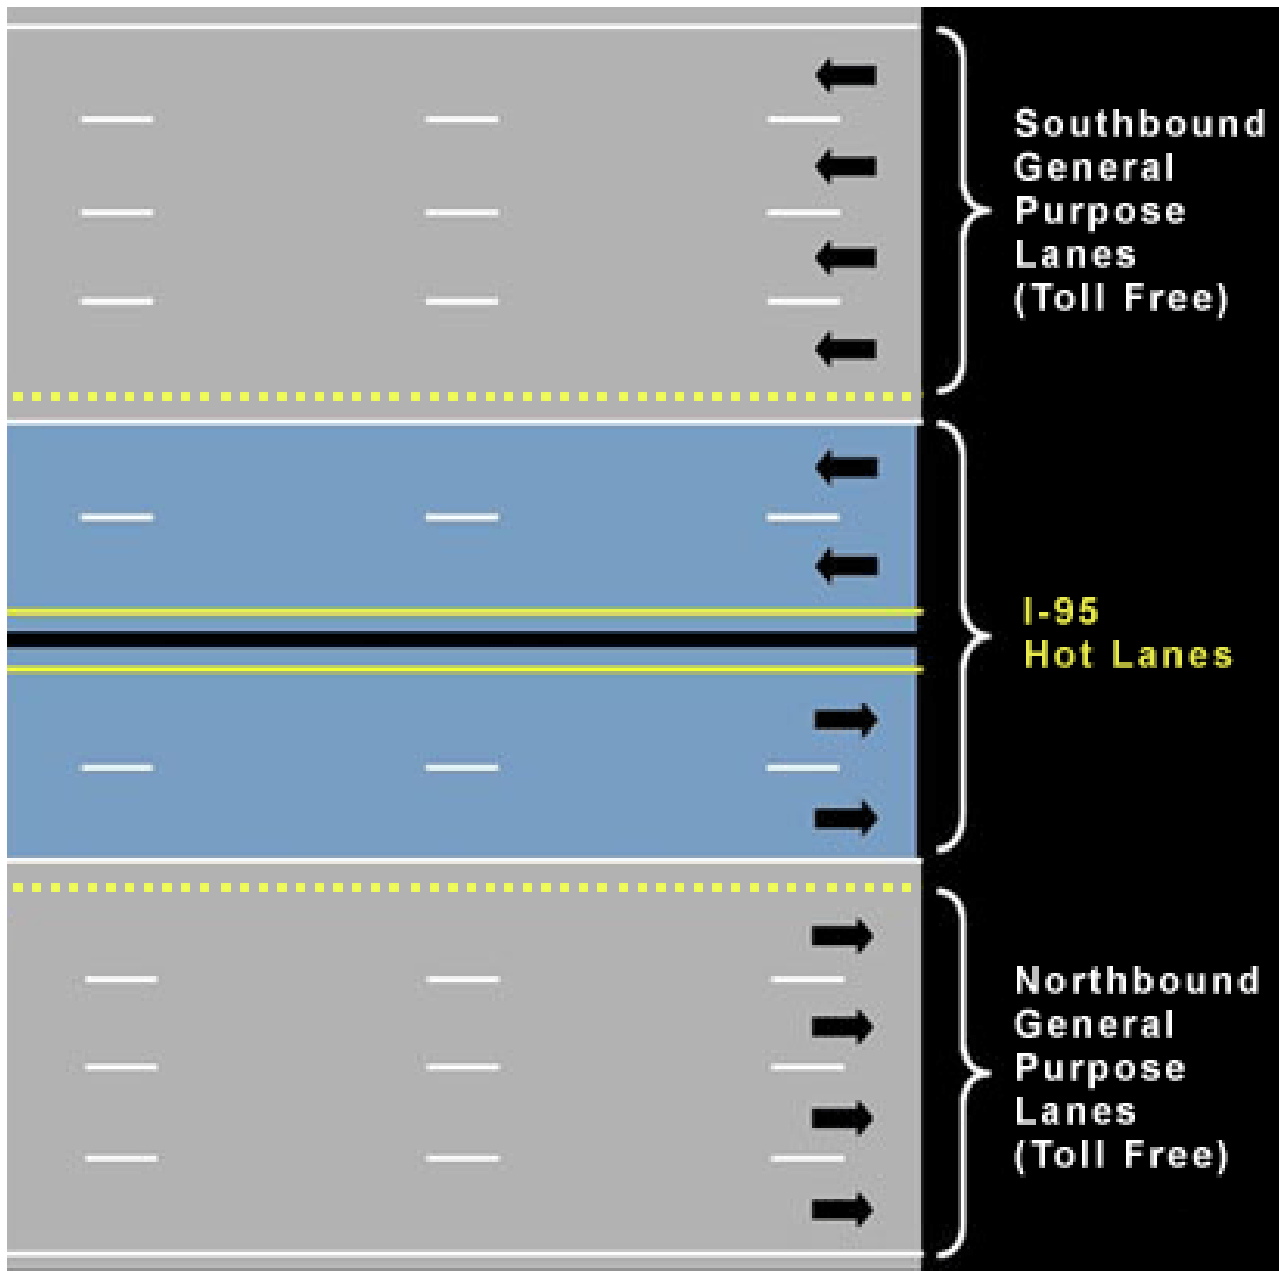 Southbound
General
Purpose
Lanes
(Toll Free)
I-95
Hot Lanes
Northbound
General
Purpose
Lanes
(Toll Free)